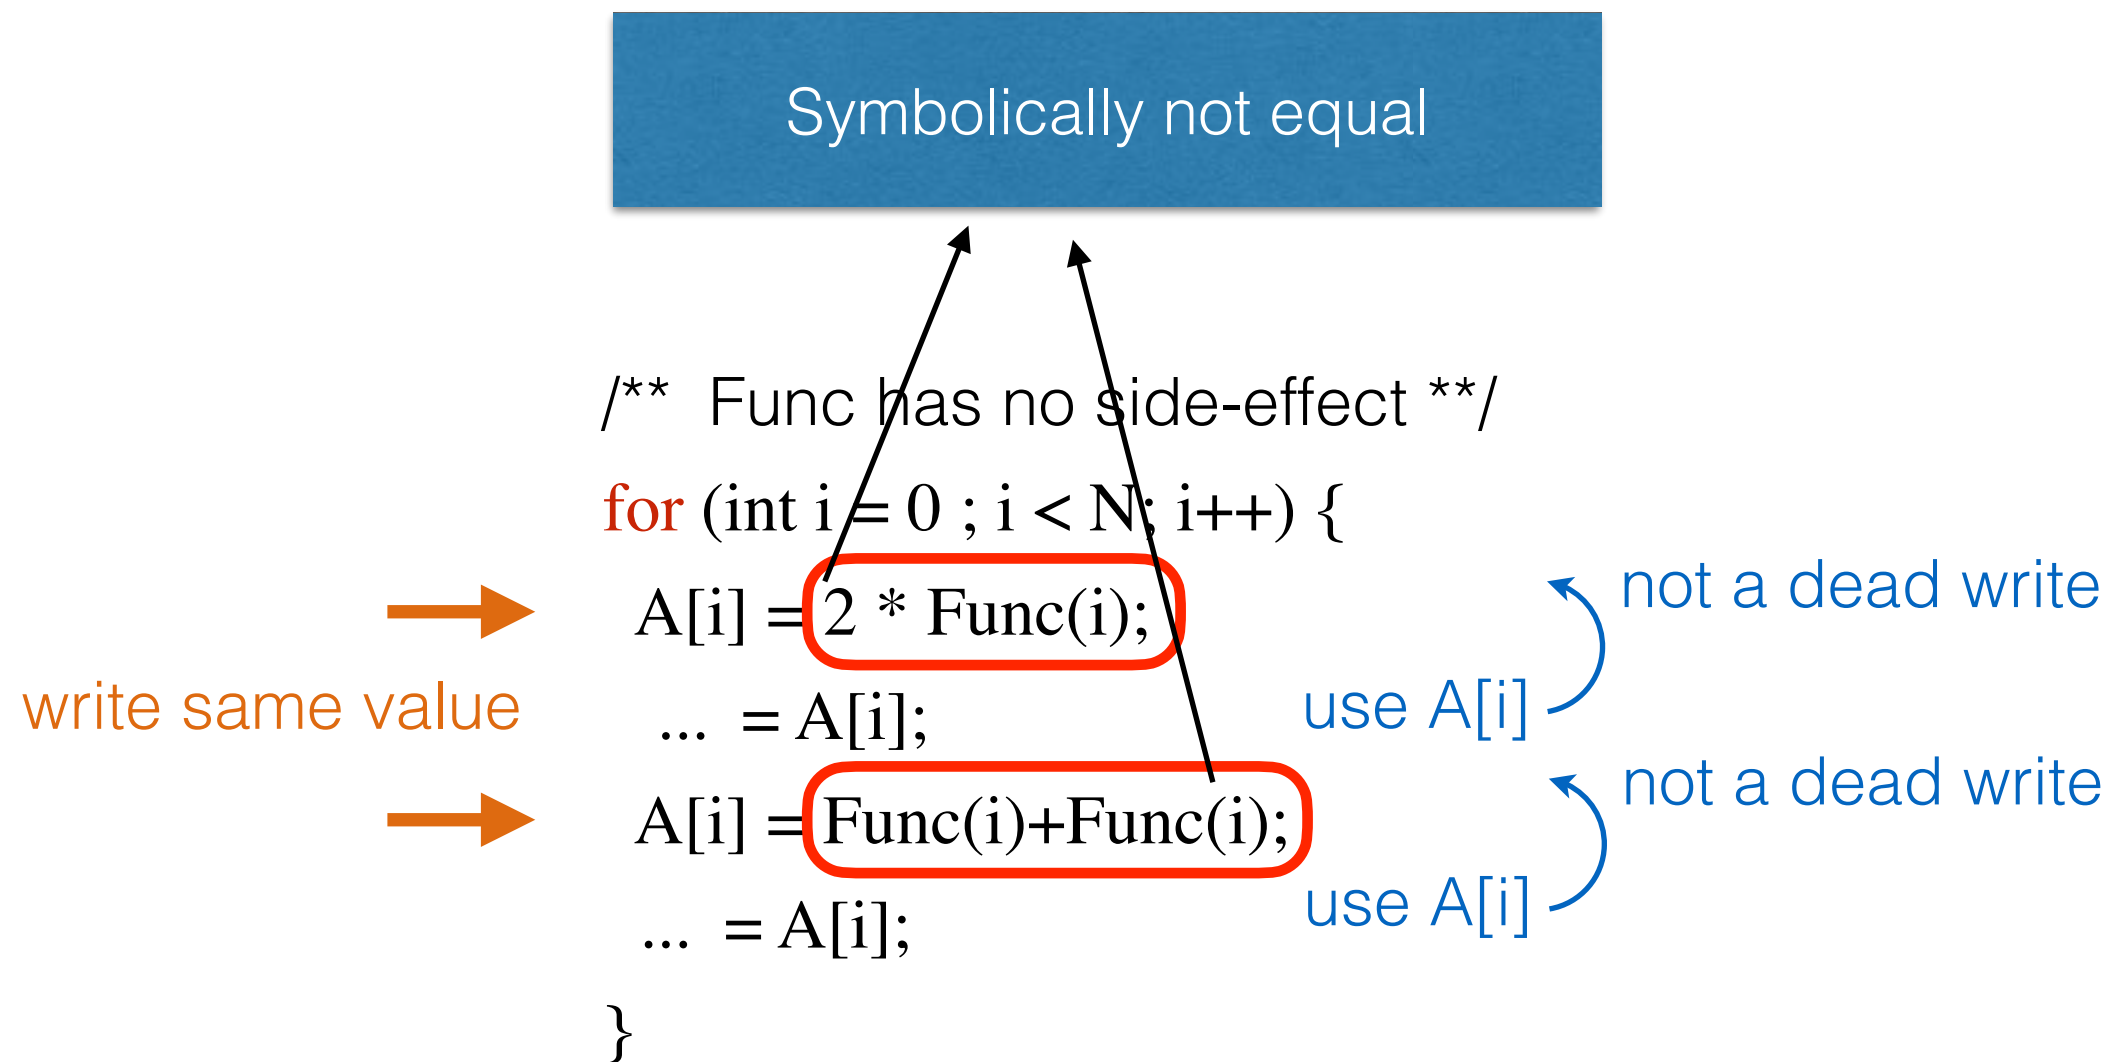 Symbolically not equal
/** Func has no side-effect **/
for (int i = 0 ; i < N; i++) {
A[i] = 2 * Func(i);
not a dead write
write same value
... = A[i];
use A[i]
A[i] = Func(i)+Func(i);
not a dead write
... = A[i];
use A[i]
}